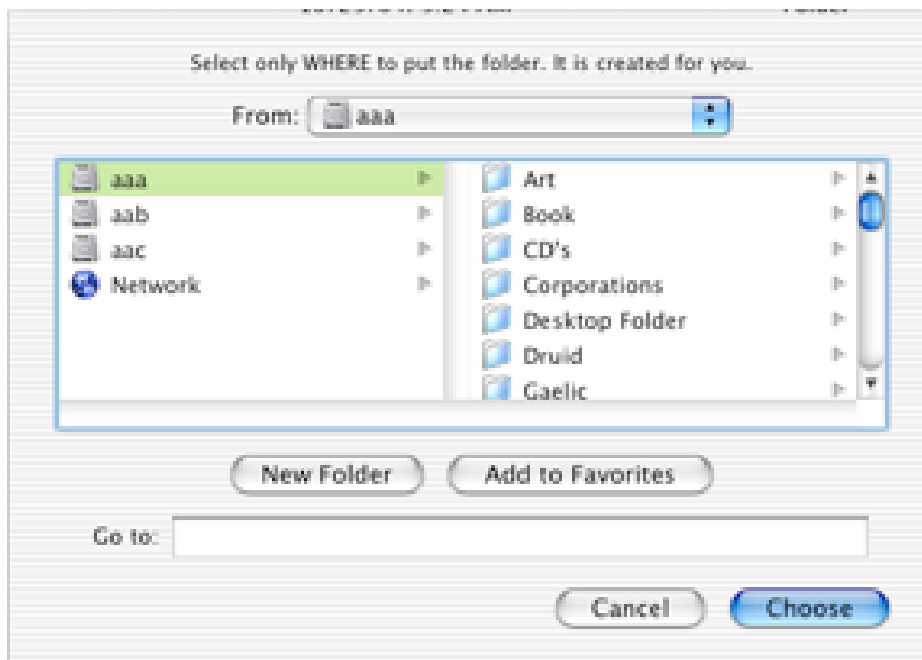 Select only WHERE to put the folder. It is created for you.
From: aaa
aaa
aab
aac
Network
Art
Book
CD's
Corporations
Desktop Folder
Druid
Gaelic
New Folder Add to Favorites
Go to:
Cancel Choose